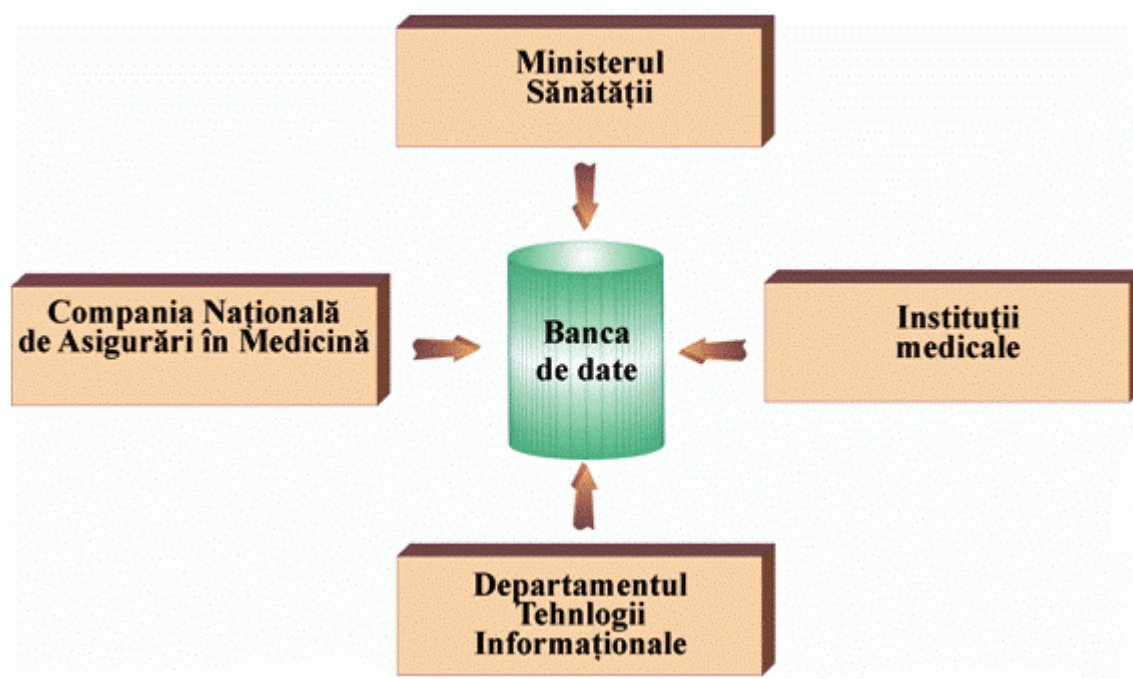 Ministerul
Sănătății
Compania Națională
de Asigurări în Medicină
Banca
de date
Instituții
medicale
Departamentul
Tehnlogii
Informaționale